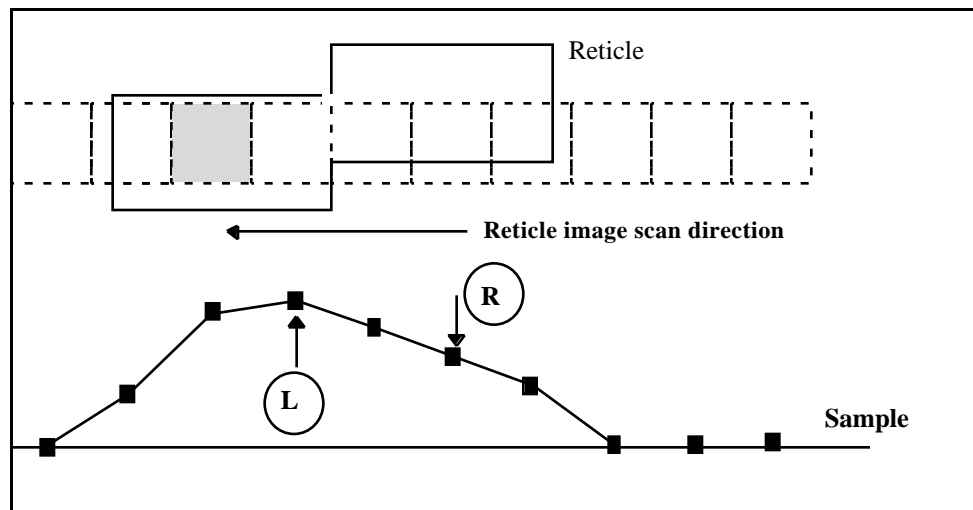 Reticle
Reticle image scan direction
R
L
Sample